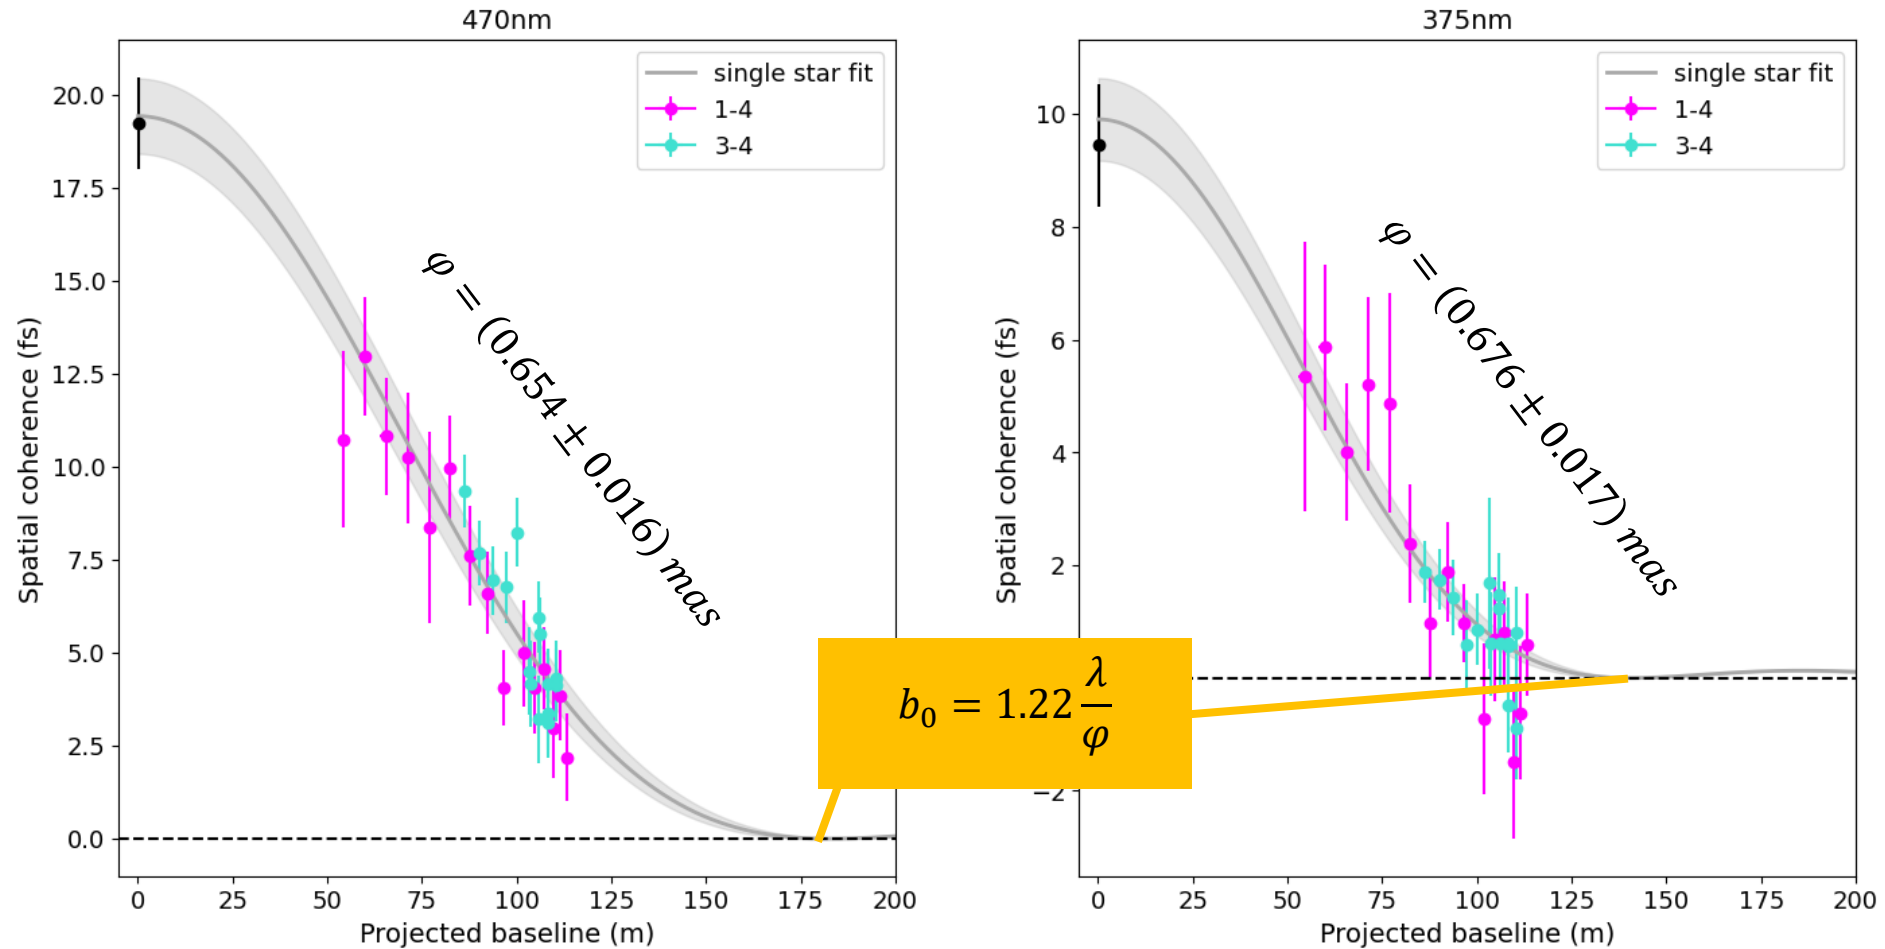 470nm
single star fit
1-4
3-4
20.0
17.5
15.0
12.5
10.0
7.5
5.0
2.5
0.0
Spatial coherence (fs)
φ = (0.654 ± 0.016) mas
0 25 50 75 100 125 150 175 200
Projected baseline (m)
b₀ = 1.22 λ/φ
375nm
single star fit
1-4
3-4
10
8
6
4
2
−2
Spatial coherence (fs)
φ = (0.676 ± 0.017) mas
0 25 50 75 100 125 150 175 200
Projected baseline (m)